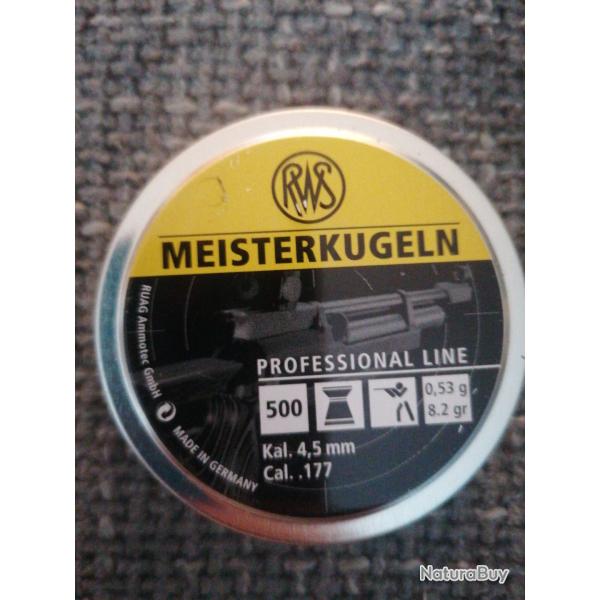 RWS
MEISTERKUGELN
PROFESSIONAL LINE
500
0,53 g
8.2 gr
Kal. 4,5 mm
Cal. .177
RUAG Ammotec GmbH
MADE IN GERMANY
NaturaBuy